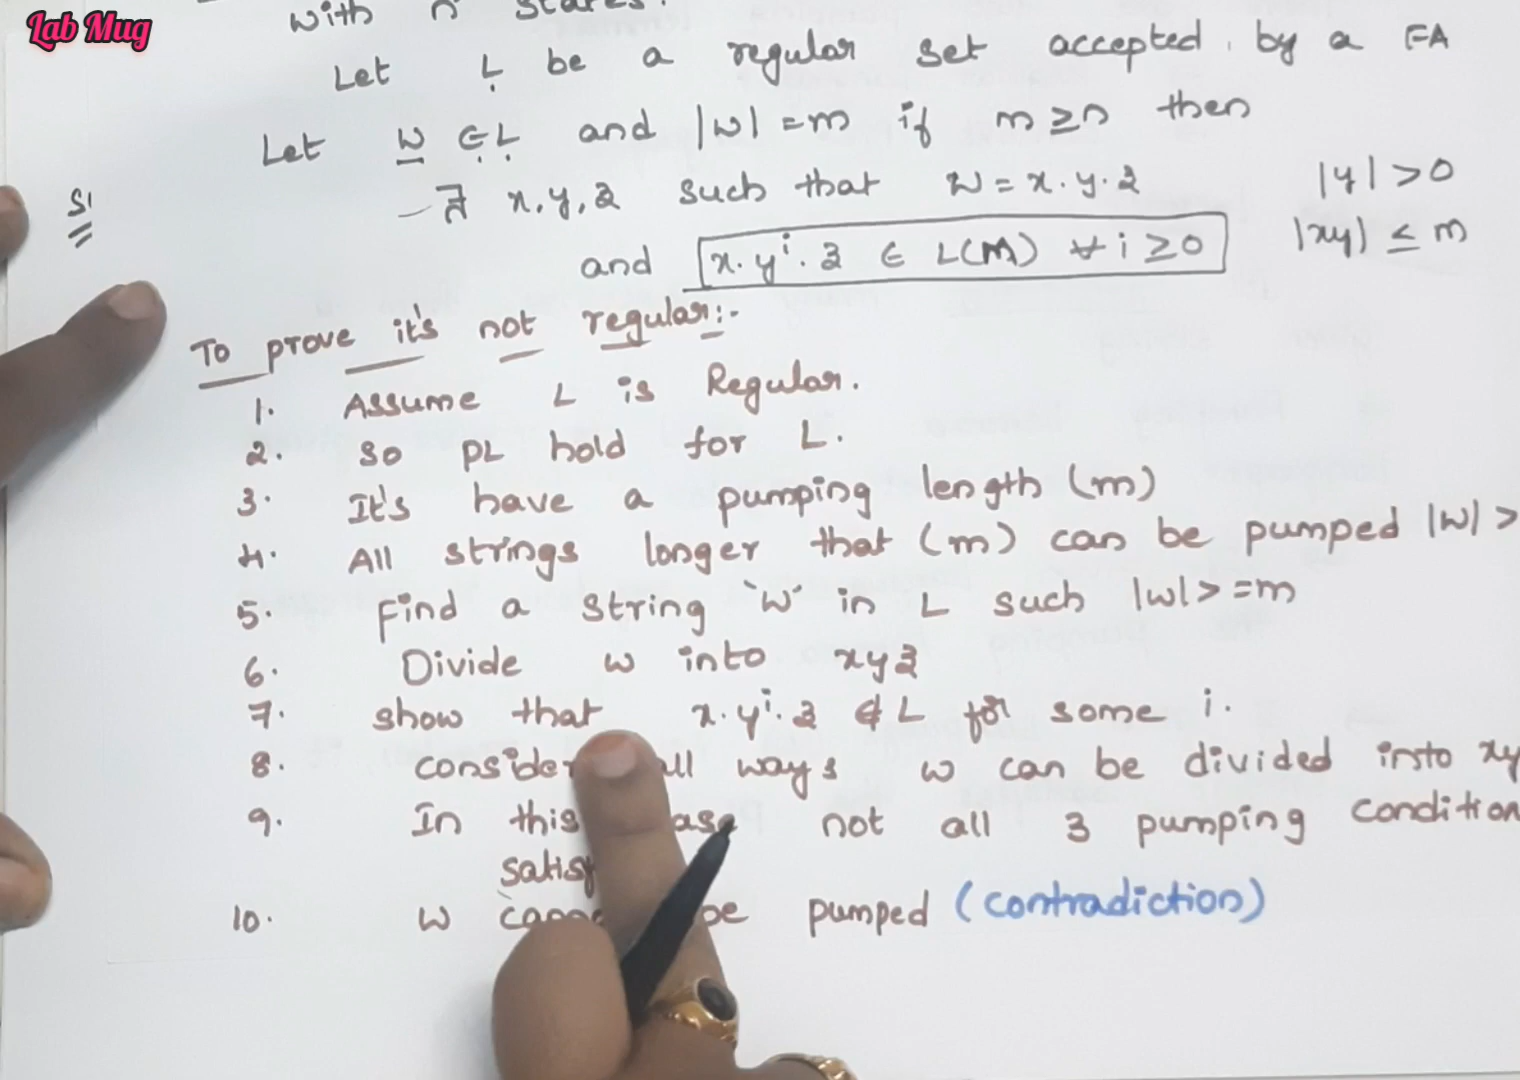 Lab Mug
with n states.
Let L be a regular set accepted by a FA
Let w ∈ L and |w| = m if m ≥ n then
∃ x, y, z such that w = x.y.z |y| > 0
and x.y^i.z ∈ L(M) ∀ i ≥ 0 |xy| ≤ m
To prove it's not regular:-
1. Assume L is Regular.
2. So PL hold for L.
3. It's have a pumping length (m)
4. All strings longer that (m) can be pumped |w| >
5. Find a string 'w' in L such |w| >= m
6. Divide w into xyz
7. show that x.y^i.z ∉ L for some i.
8. ways w can be divided into xy
9. In this not all 3 pumping condition
10. w pumped (contradiction)